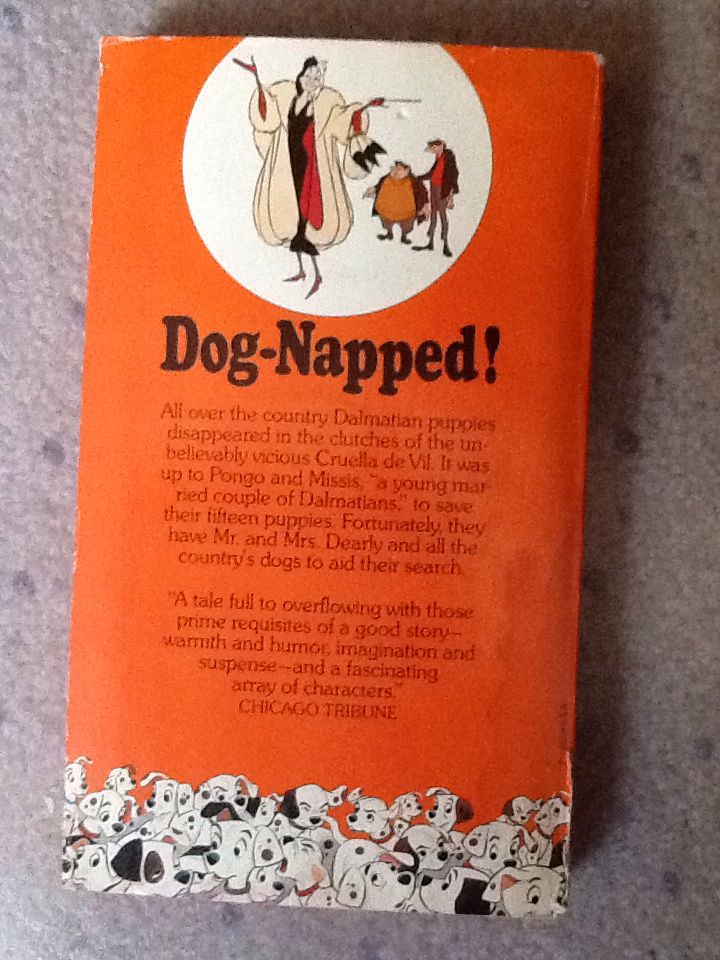 Dog-Napped!
All over the country Dalmatian puppies
disappeared in the clutches of the un-
believably vicious Cruella de Vil. It was
up to Pongo and Missis, "a young mar-
ried couple of Dalmatians," to save
their fifteen puppies. Fortunately, they
have Mr. and Mrs. Dearly and all the
country's dogs to aid their search.
"A tale full to overflowing with those
prime requisites of a good story—
warmth and humor, imagination and
suspense—and a fascinating
array of characters."
CHICAGO TRIBUNE